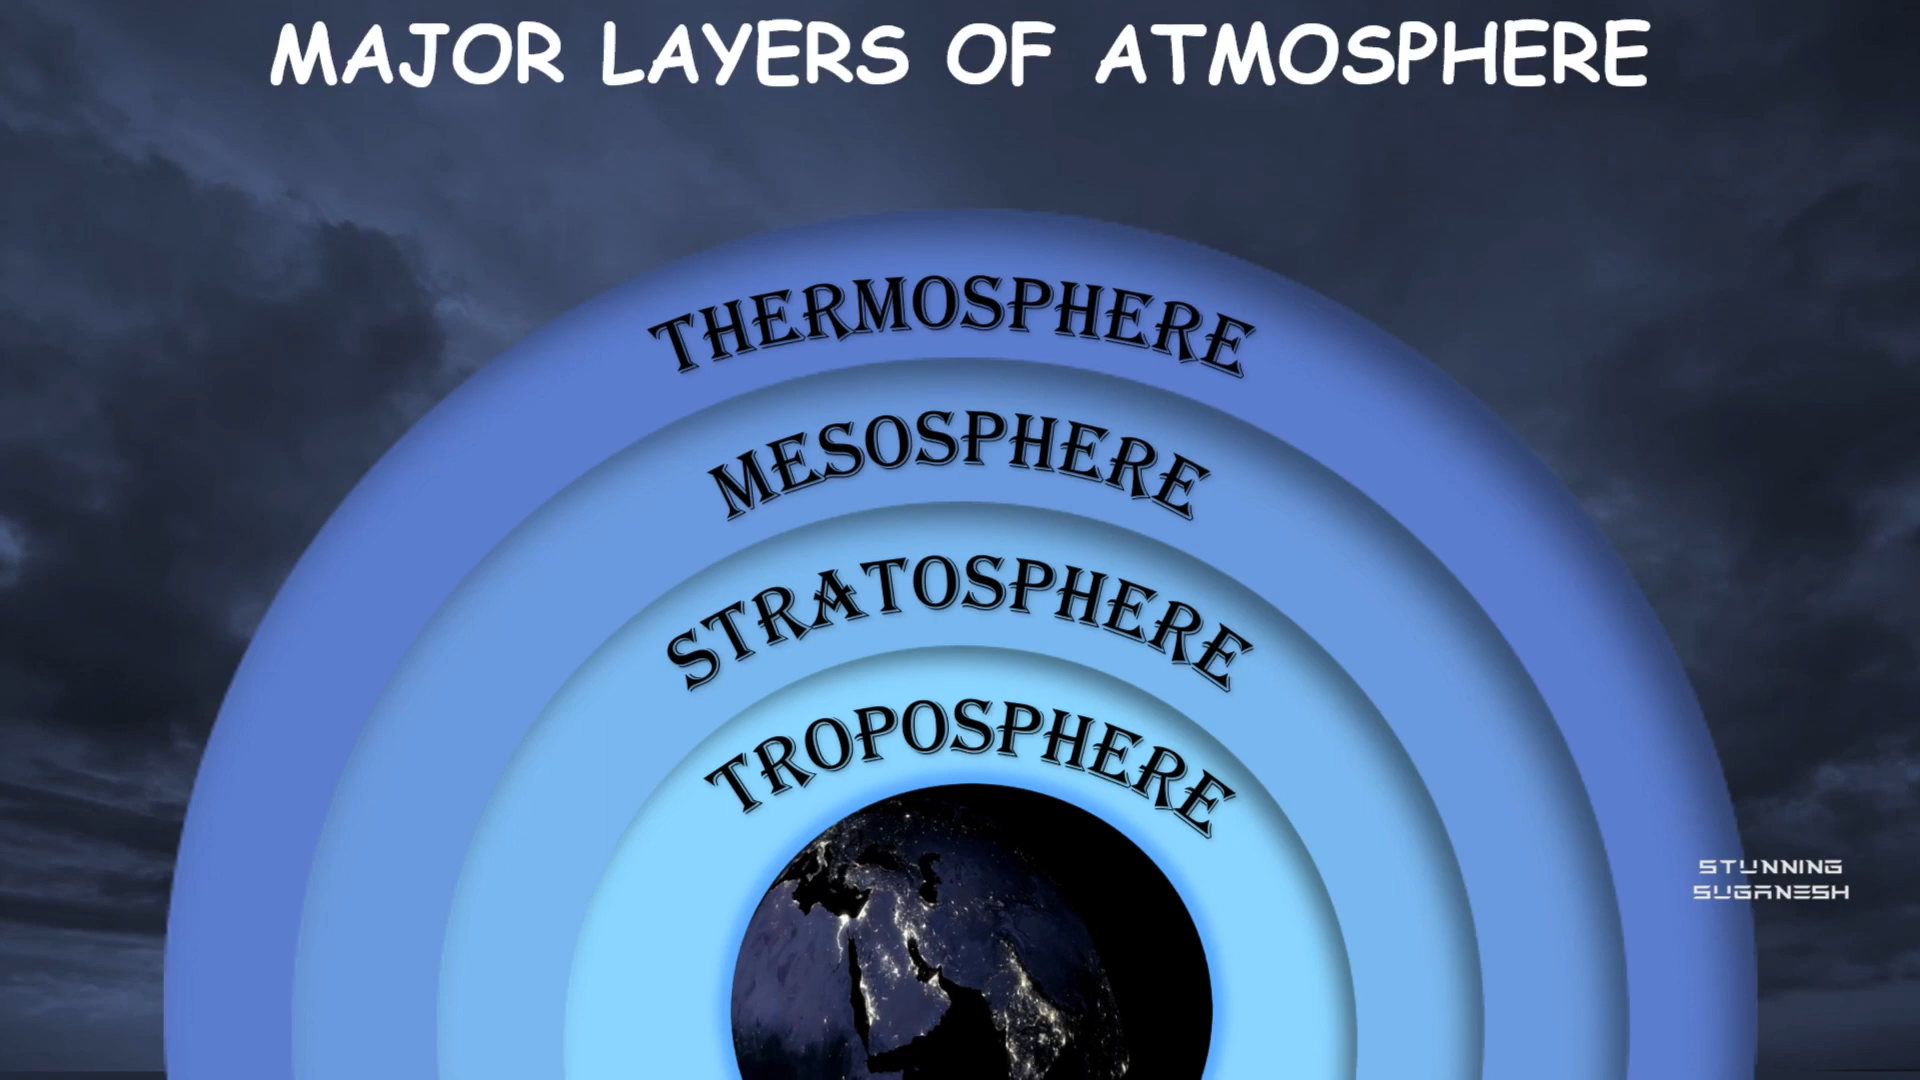 MAJOR LAYERS OF ATMOSPHERE
THERMOSPHERE
MESOSPHERE
STRATOSPHERE
TROPOSPHERE
STUNNING
SUGANESH